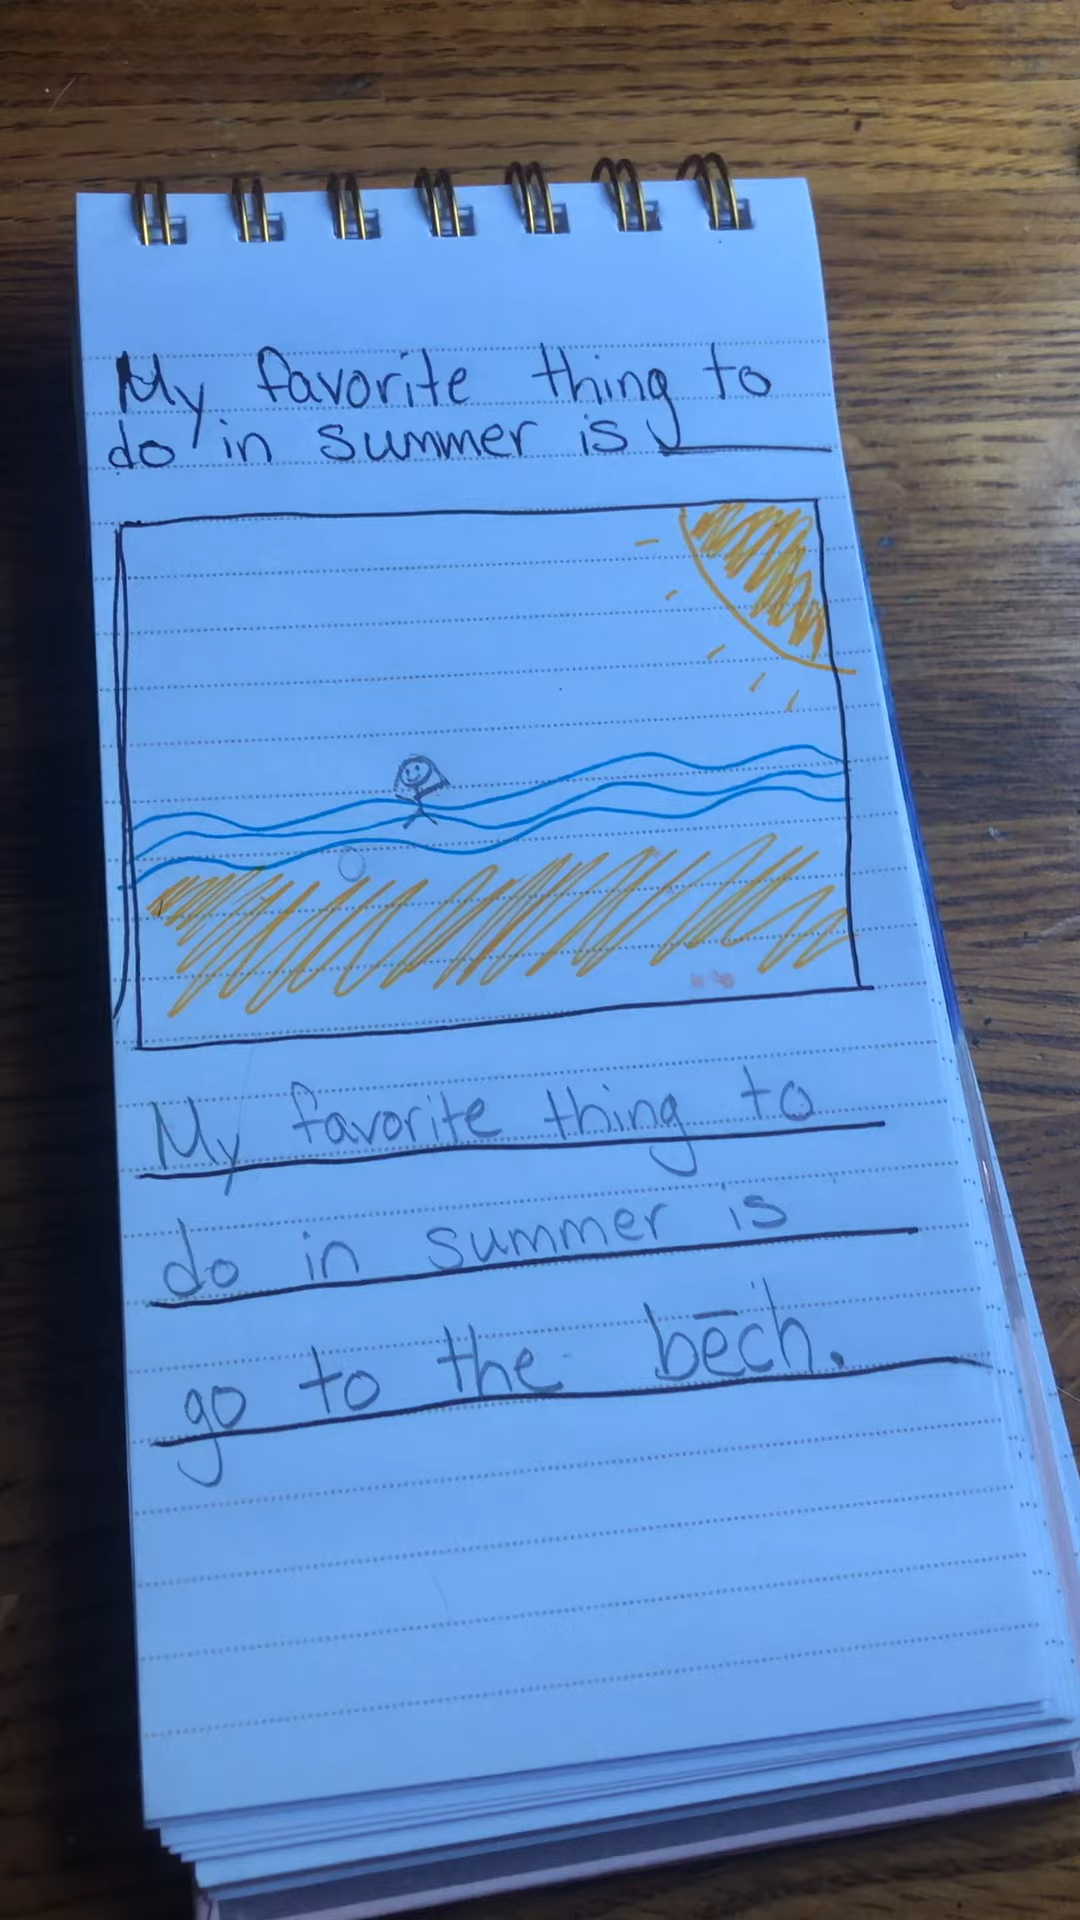 My favorite thing to
do in summer is ______
My favorite thing to
do in summer is
go to the bēch.